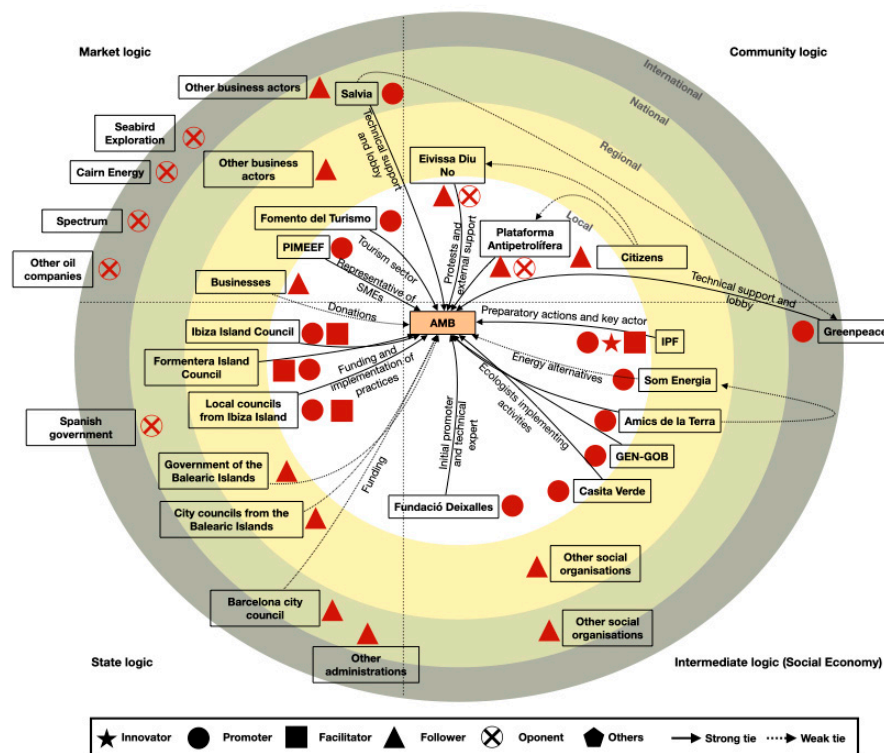 Market logic
Community logic
International
National
Regional
Local
Other business actors
Salvia
Seabird
Exploration
Cairn Energy
Spectrum
Other oil
companies
Other business
actors
Technical support
and lobby
Eivissa Diu
No
Fomento del Turismo
PIMEEF
Tourism sector
Representative of
SMEs
Protests and
external support
Plataforma
Antipetrolífera
Citizens
Businesses
Donations
Technical support and
lobby
AMB
Preparatory actions and key actor
Greenpeace
Ibiza Island Council
IPF
Formentera Island
Council
Funding and
implementation of
practices
Energy alternatives
Som Energia
Local councils
from Ibiza Island
Ecologists implementing
activities
Amics de la Terra
Spanish
government
Initial promoter
and technical
expert
GEN-GOB
Government of the
Balearic Islands
Funding
Casita Verde
City councils from the
Balearic Islands
Fundació Deixalles
Other social
organisations
Barcelona city
council
Other social
organisations
Other
administrations
State logic
Intermediate logic (Social Economy)
Innovator
Promoter
Facilitator
Follower
Oponent
Others
Strong tie
Weak tie